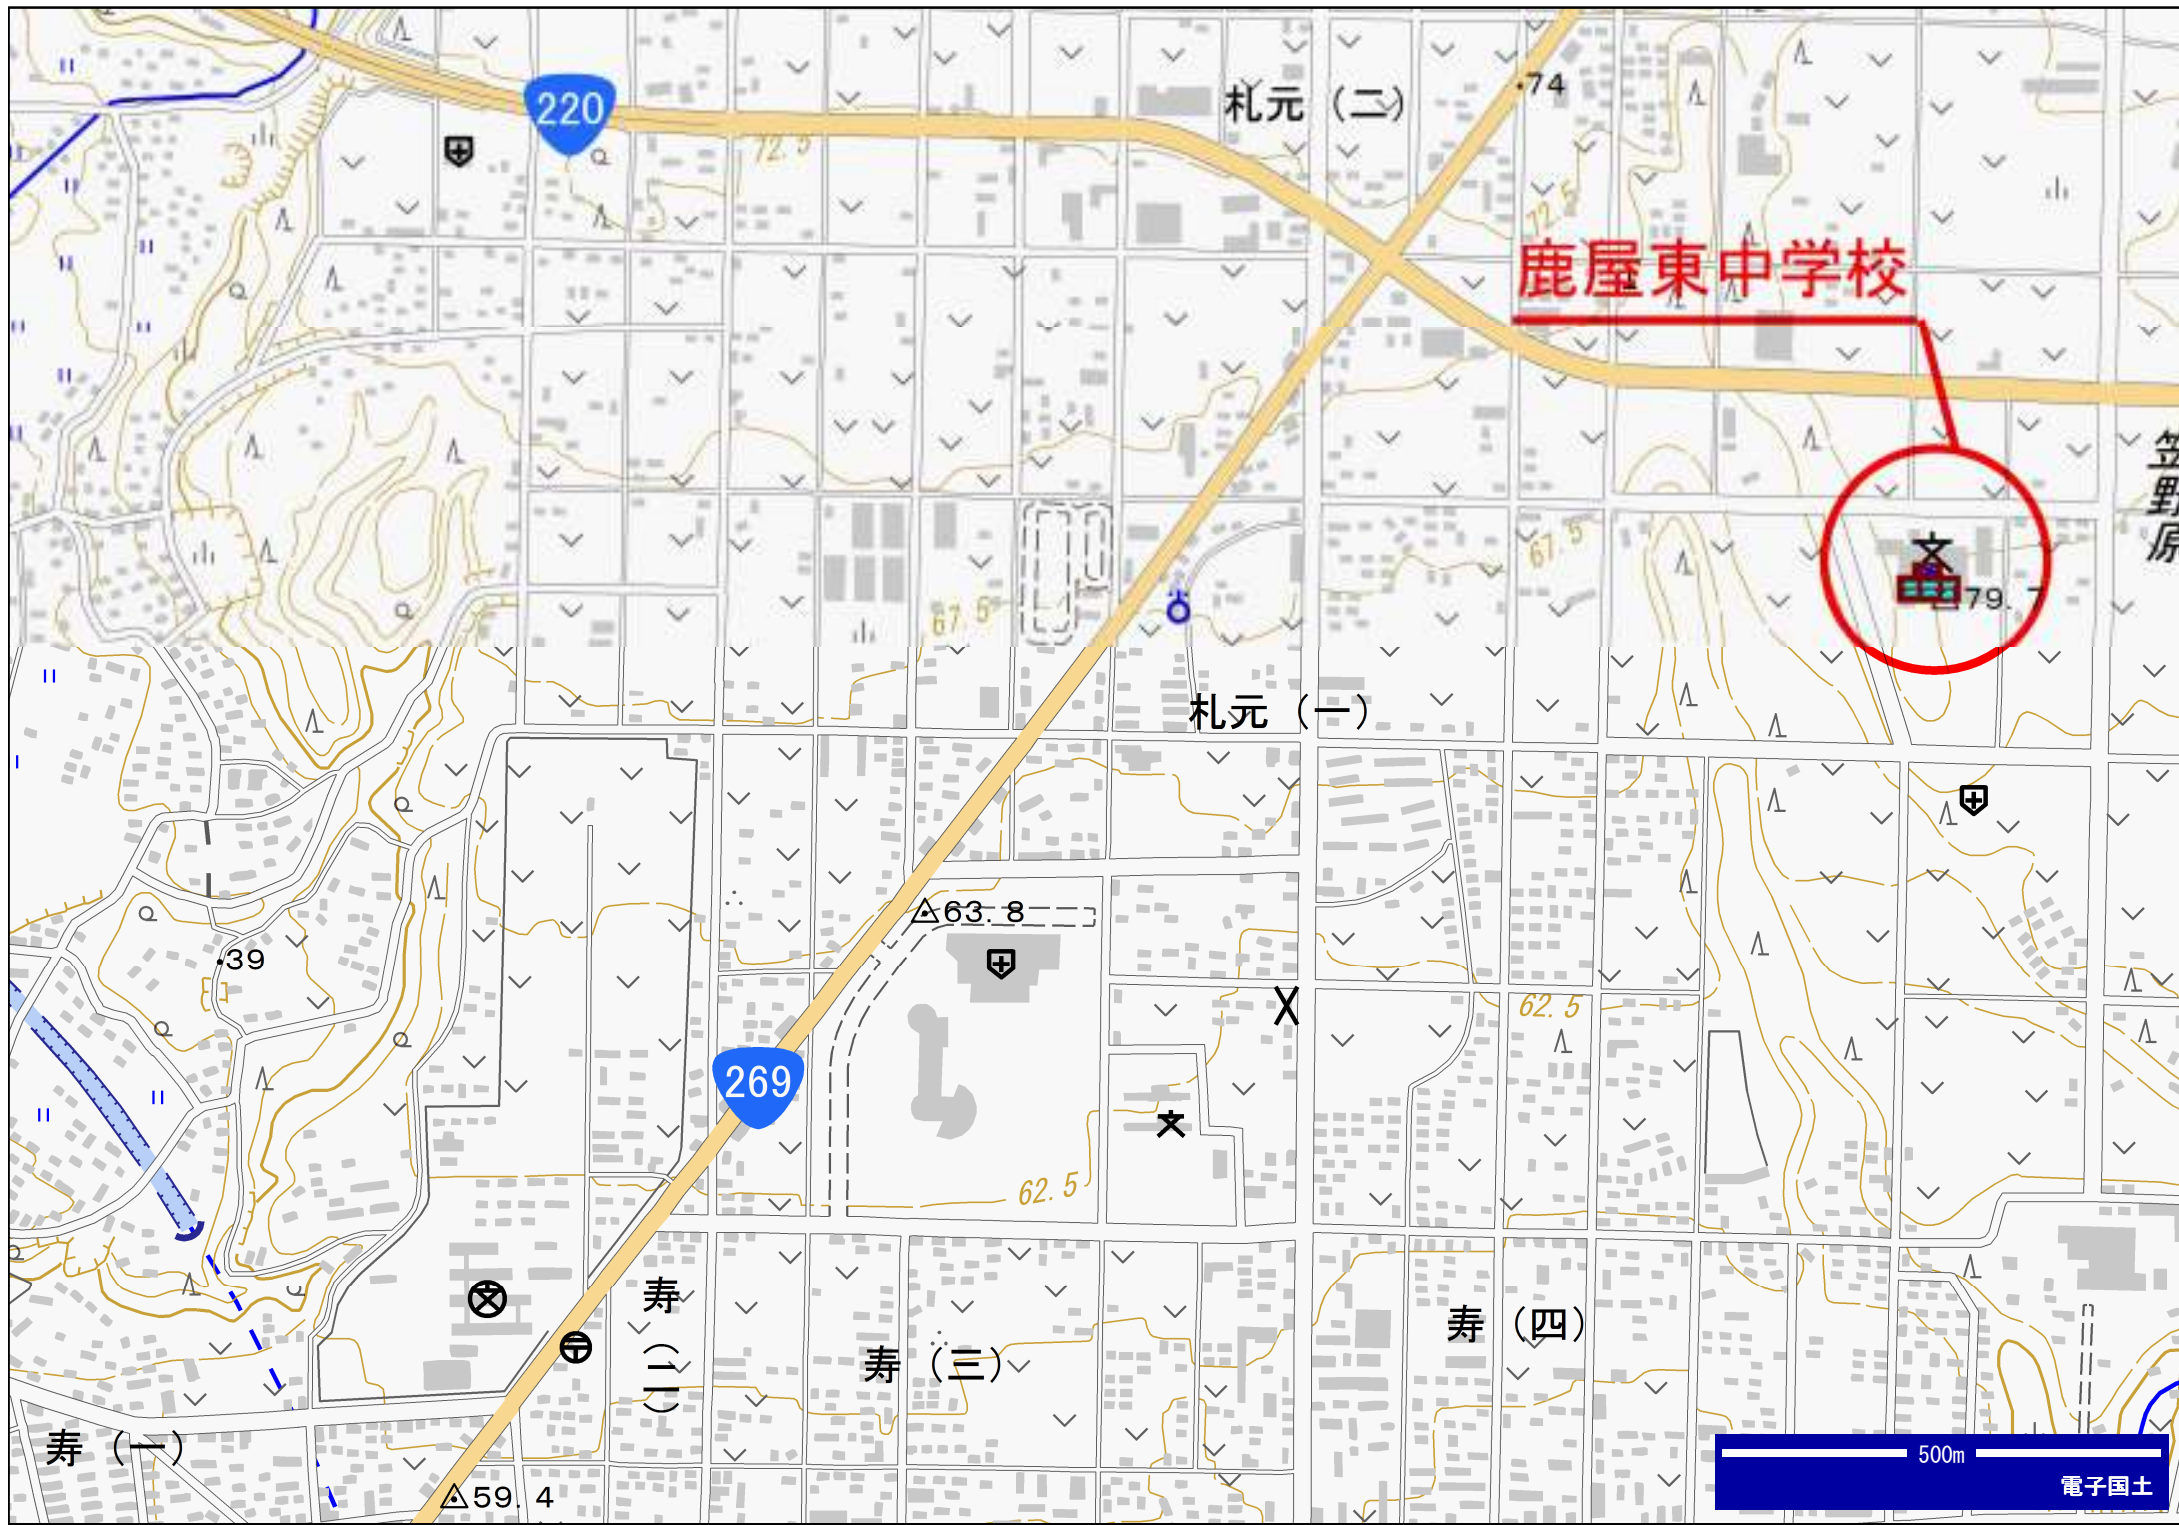 220
札元 (二)
74
72.5
72.5
鹿屋東中学校
笠野原
67.5
67.5
79.7
札元 (一)
63.8
39
62.5
269
62.5
寿 (二)
寿 (三)
寿 (四)
寿 (一)
59.4
500m
電子国土